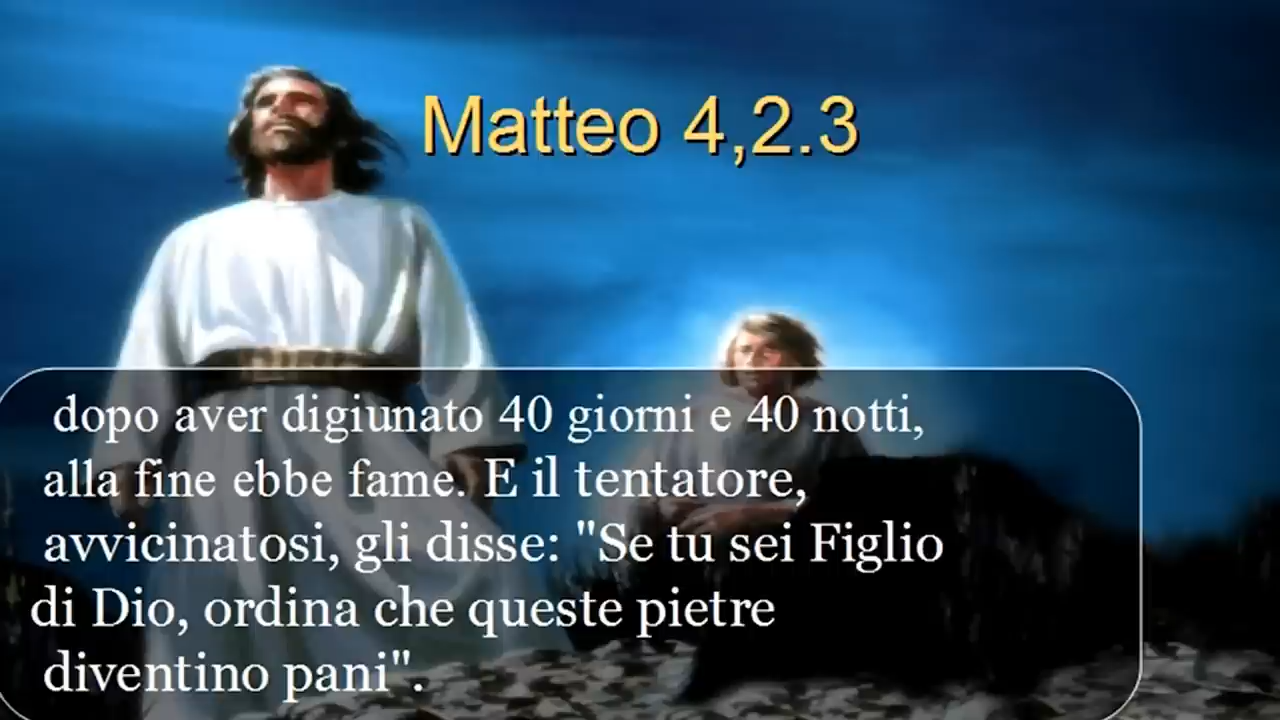 Matteo 4,2.3
dopo aver digiunato 40 giorni e 40 notti,
alla fine ebbe fame. E il tentatore,
avvicinatosi, gli disse: "Se tu sei Figlio
di Dio, ordina che queste pietre
diventino pani".